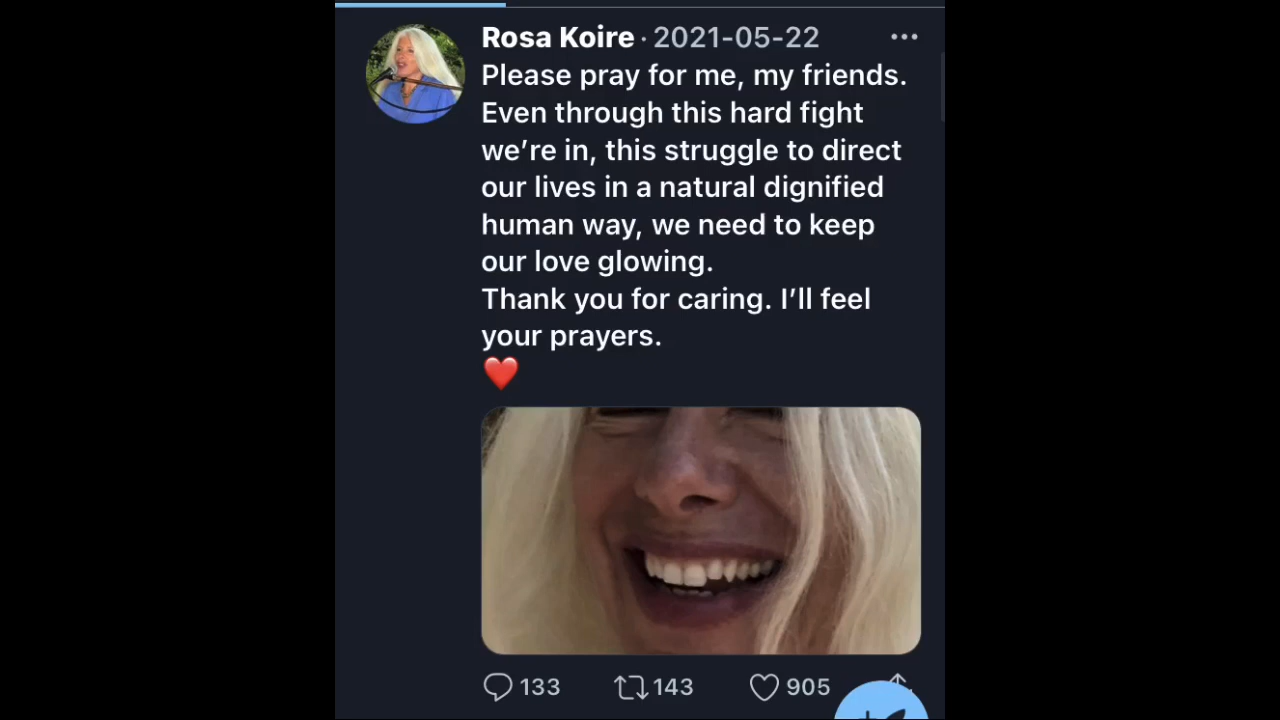 Rosa Koire · 2021-05-22
Please pray for me, my friends.
Even through this hard fight
we’re in, this struggle to direct
our lives in a natural dignified
human way, we need to keep
our love glowing.
Thank you for caring. I’ll feel
your prayers.
❤️
133 143 905